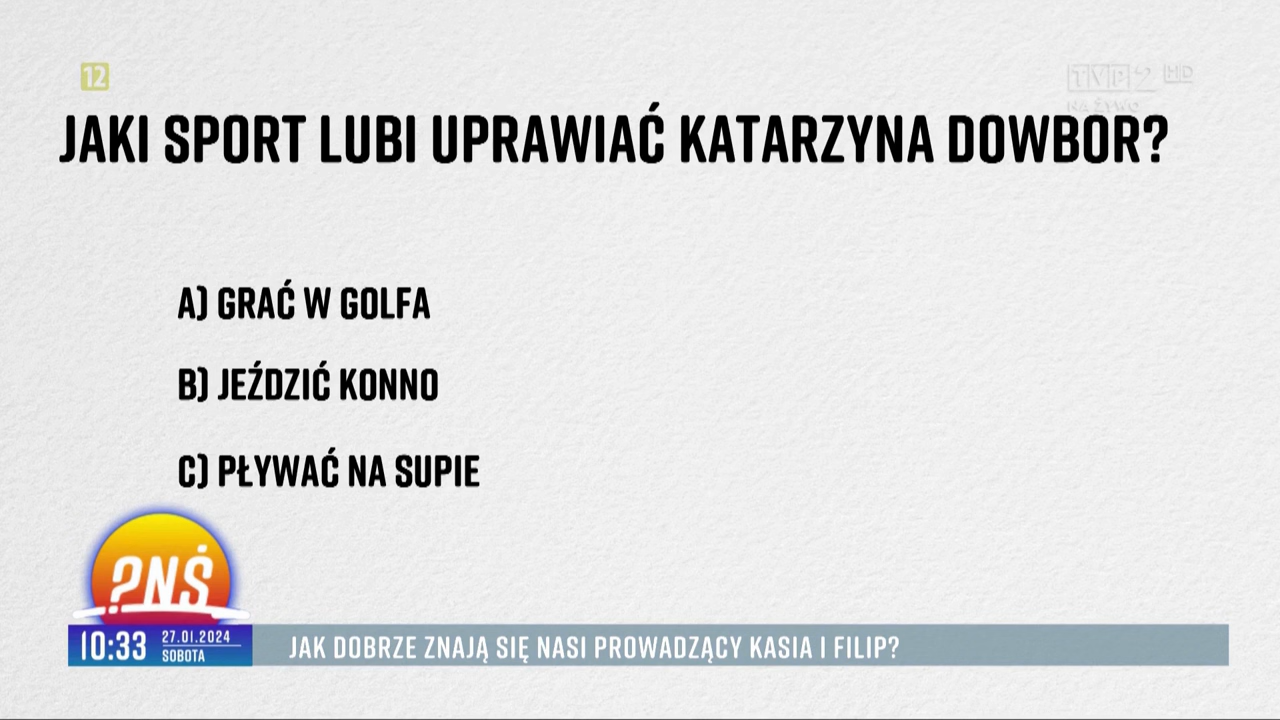 12
TVP2 HD
NA ŻYWO
JAKI SPORT LUBI UPRAWIAĆ KATARZYNA DOWBOR?
A) GRAĆ W GOLFA
B) JEŹDZIĆ KONNO
C) PŁYWAĆ NA SUPIE
?NŚ
10:33
27.01.2024
SOBOTA
JAK DOBRZE ZNAJĄ SIĘ NASI PROWADZĄCY KASIA I FILIP?